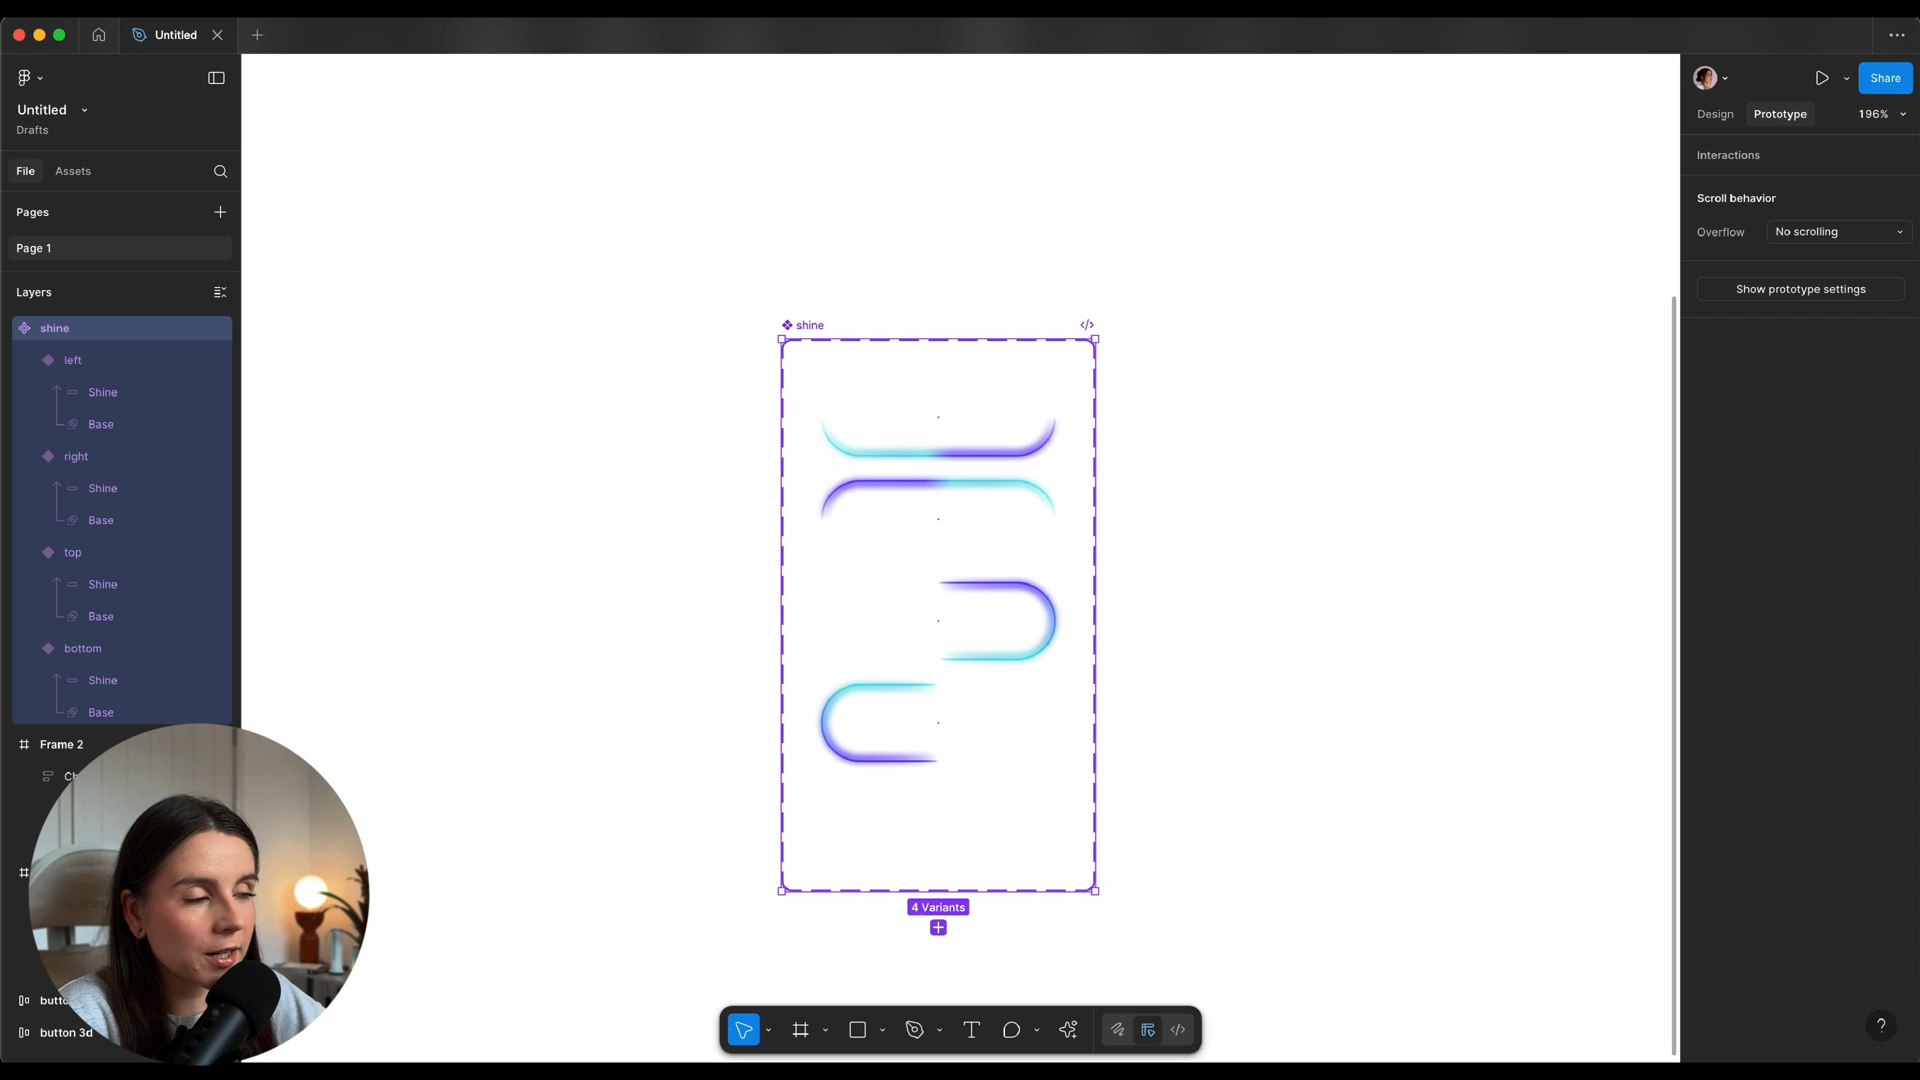 Untitled
Untitled
Drafts
File
Assets
Pages
Page 1
Layers
shine
left
Shine
Base
right
Shine
Base
top
Shine
Base
bottom
Shine
Base
Frame 2
button 3d
shine
4 Variants
Share
Design
Prototype
196%
Interactions
Scroll behavior
Overflow
No scrolling
Show prototype settings
?